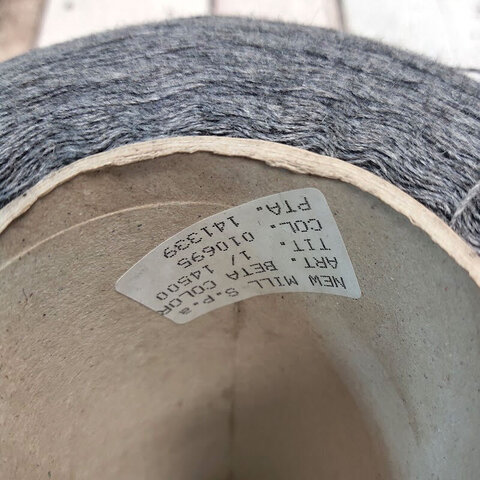 NEW MILL S.p.a
ART. BETA COLOR
TIT. 1/ 14500
COL. 010695
PTA. 141339